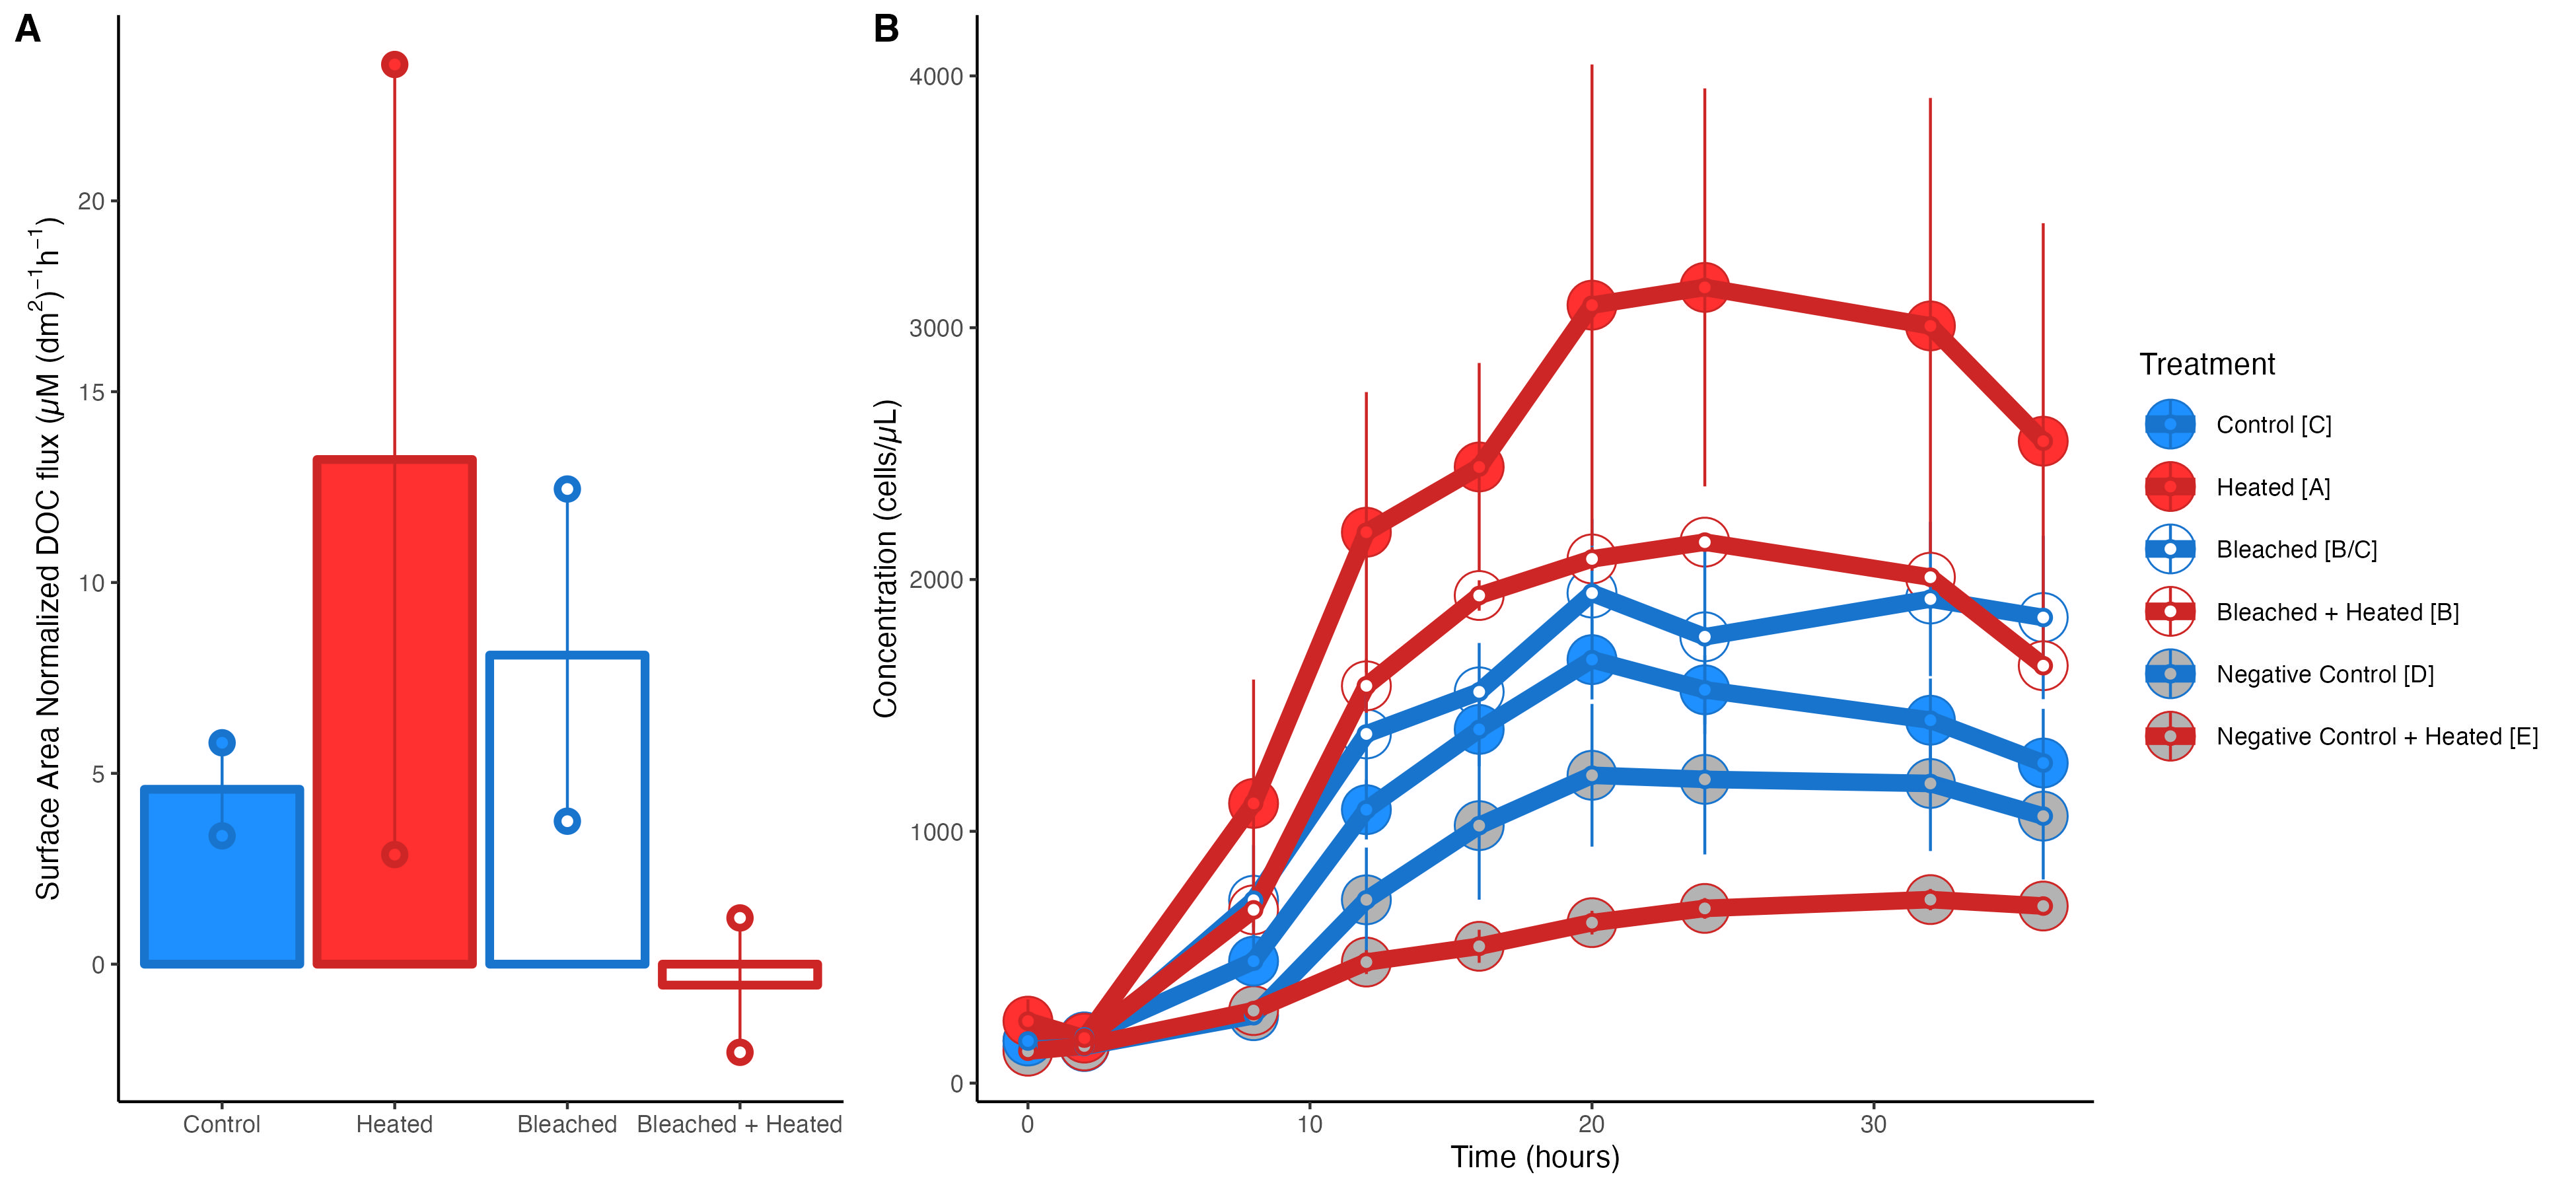 A
Surface Area Normalized DOC flux (µM (dm²)⁻¹h⁻¹)
20
15
10
5
0
Control
Heated
Bleached
Bleached + Heated
B
Concentration (cells/µL)
4000
3000
2000
1000
0
0
10
20
30
Time (hours)
Treatment
Control [C]
Heated [A]
Bleached [B/C]
Bleached + Heated [B]
Negative Control [D]
Negative Control + Heated [E]